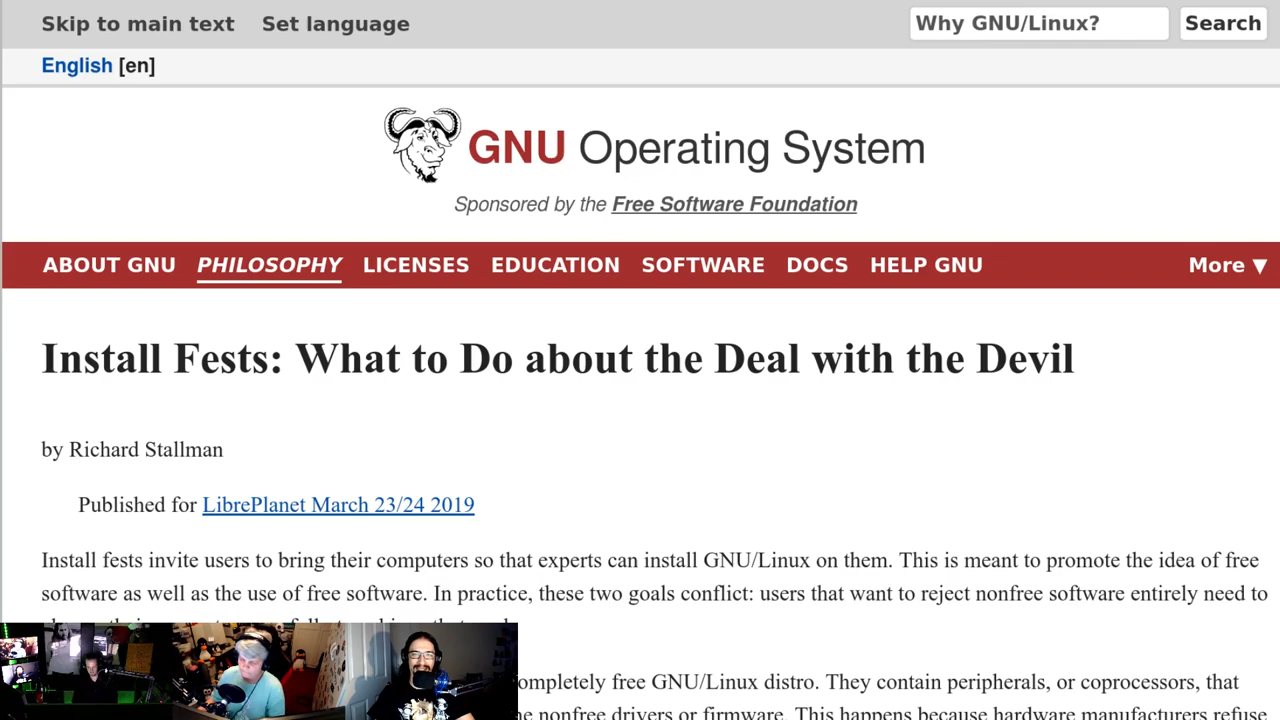 Skip to main text Set language Why GNU/Linux? Search
English [en]
GNU Operating System
Sponsored by the Free Software Foundation
ABOUT GNU PHILOSOPHY LICENSES EDUCATION SOFTWARE DOCS HELP GNU More ▼
Install Fests: What to Do about the Deal with the Devil
by Richard Stallman
Published for LibrePlanet March 23/24 2019
Install fests invite users to bring their computers so that experts can install GNU/Linux on them. This is meant to promote the idea of free
software as well as the use of free software. In practice, these two goals conflict: users that want to reject nonfree software entirely need to
ompletely free GNU/Linux distro. They contain peripherals, or coprocessors, that
nonfree drivers or firmware. This happens because hardware manufacturers refuse